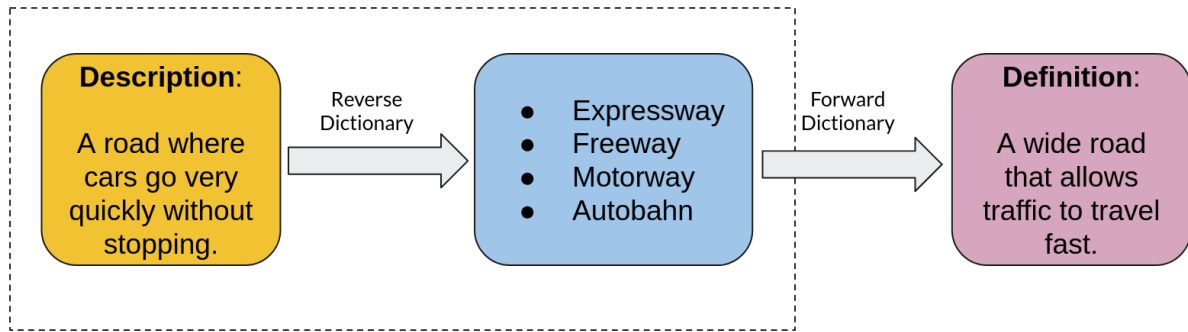 Description:
A road where
cars go very
quickly without
stopping.
Reverse
Dictionary
● Expressway
● Freeway
● Motorway
● Autobahn
Forward
Dictionary
Definition:
A wide road
that allows
traffic to travel
fast.